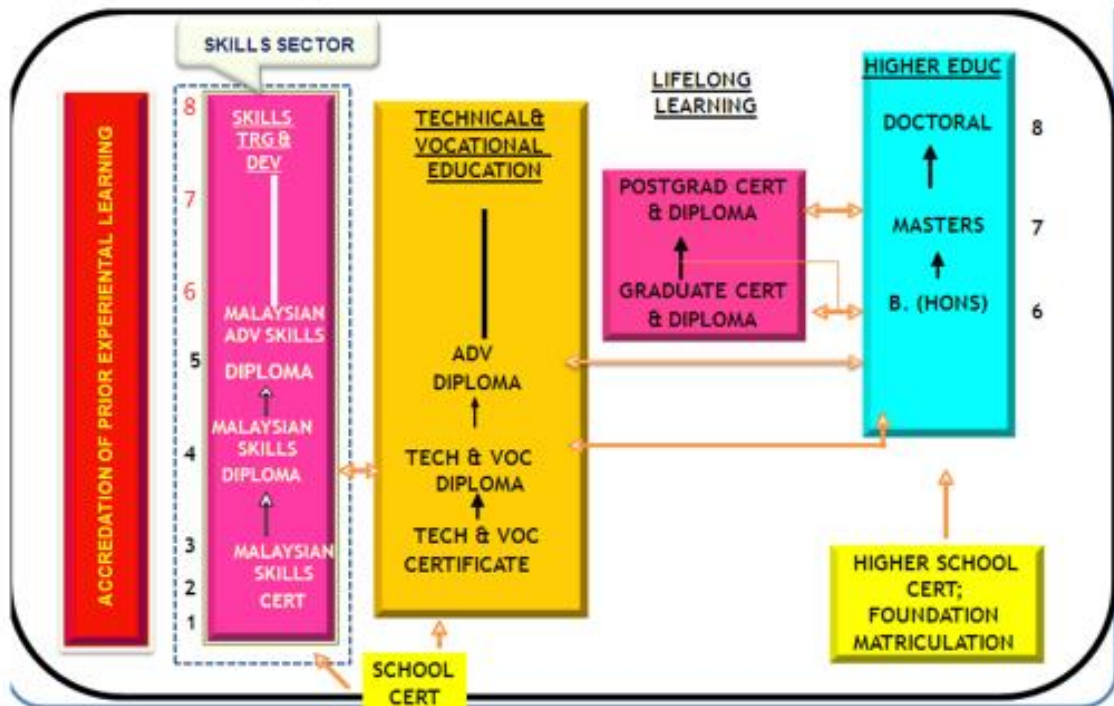 SKILLS SECTOR
ACCREDATION OF PRIOR EXPERIENTAL LEARNING
8
7
6
5
4
3
2
1
SKILLS
TRG &
DEV
MALAYSIAN
ADV SKILLS
DIPLOMA
MALAYSIAN
SKILLS
DIPLOMA
MALAYSIAN
SKILLS
CERT
TECHNICAL&
VOCATIONAL
EDUCATION
ADV
DIPLOMA
TECH & VOC
DIPLOMA
TECH & VOC
CERTIFICATE
SCHOOL
CERT
LIFELONG
LEARNING
POSTGRAD CERT
& DIPLOMA
GRADUATE CERT
& DIPLOMA
HIGHER EDUC
DOCTORAL
MASTERS
B. (HONS)
8
7
6
HIGHER SCHOOL
CERT;
FOUNDATION
MATRICULATION